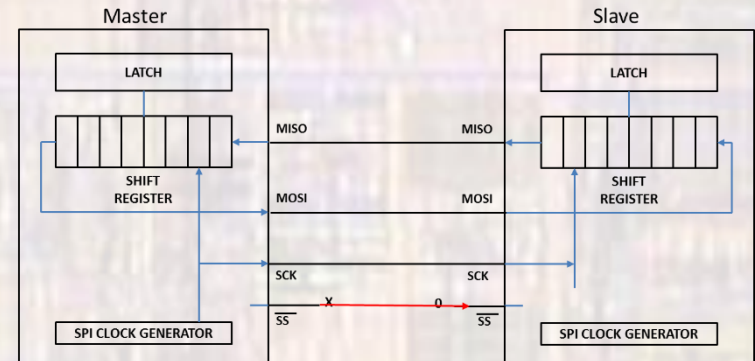 Master
Slave
LATCH
LATCH
MISO
MISO
SHIFT
REGISTER
SHIFT
REGISTER
MOSI
MOSI
SCK
SCK
X
0
SS
SS
SPI CLOCK GENERATOR
SPI CLOCK GENERATOR